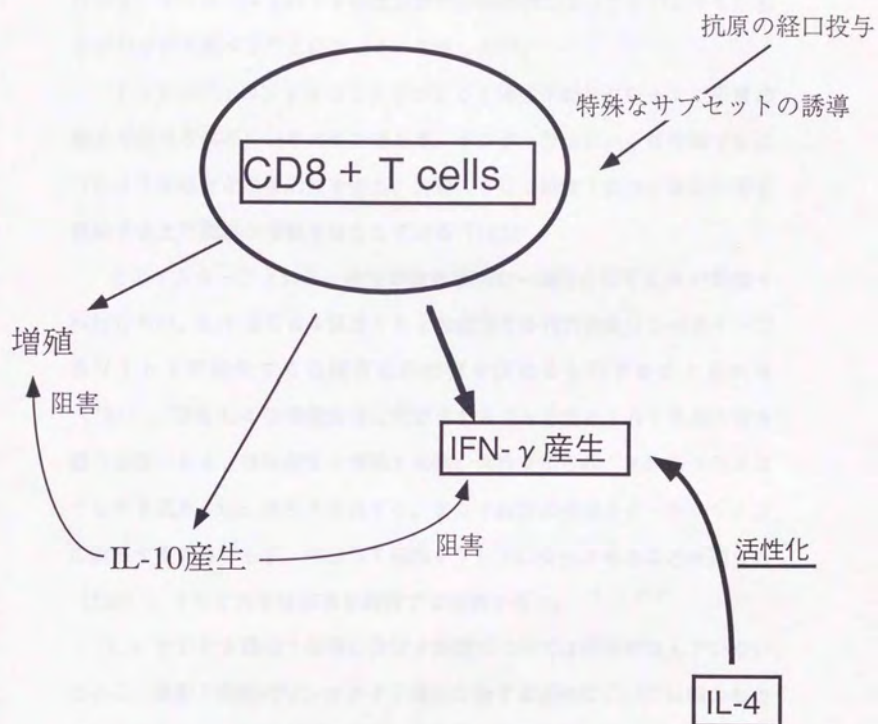 抗原の経口投与
特殊なサブセットの誘導
CD8 + T cells
増殖
阻害
IFN-γ産生
IL-10産生
阻害
活性化
IL-4